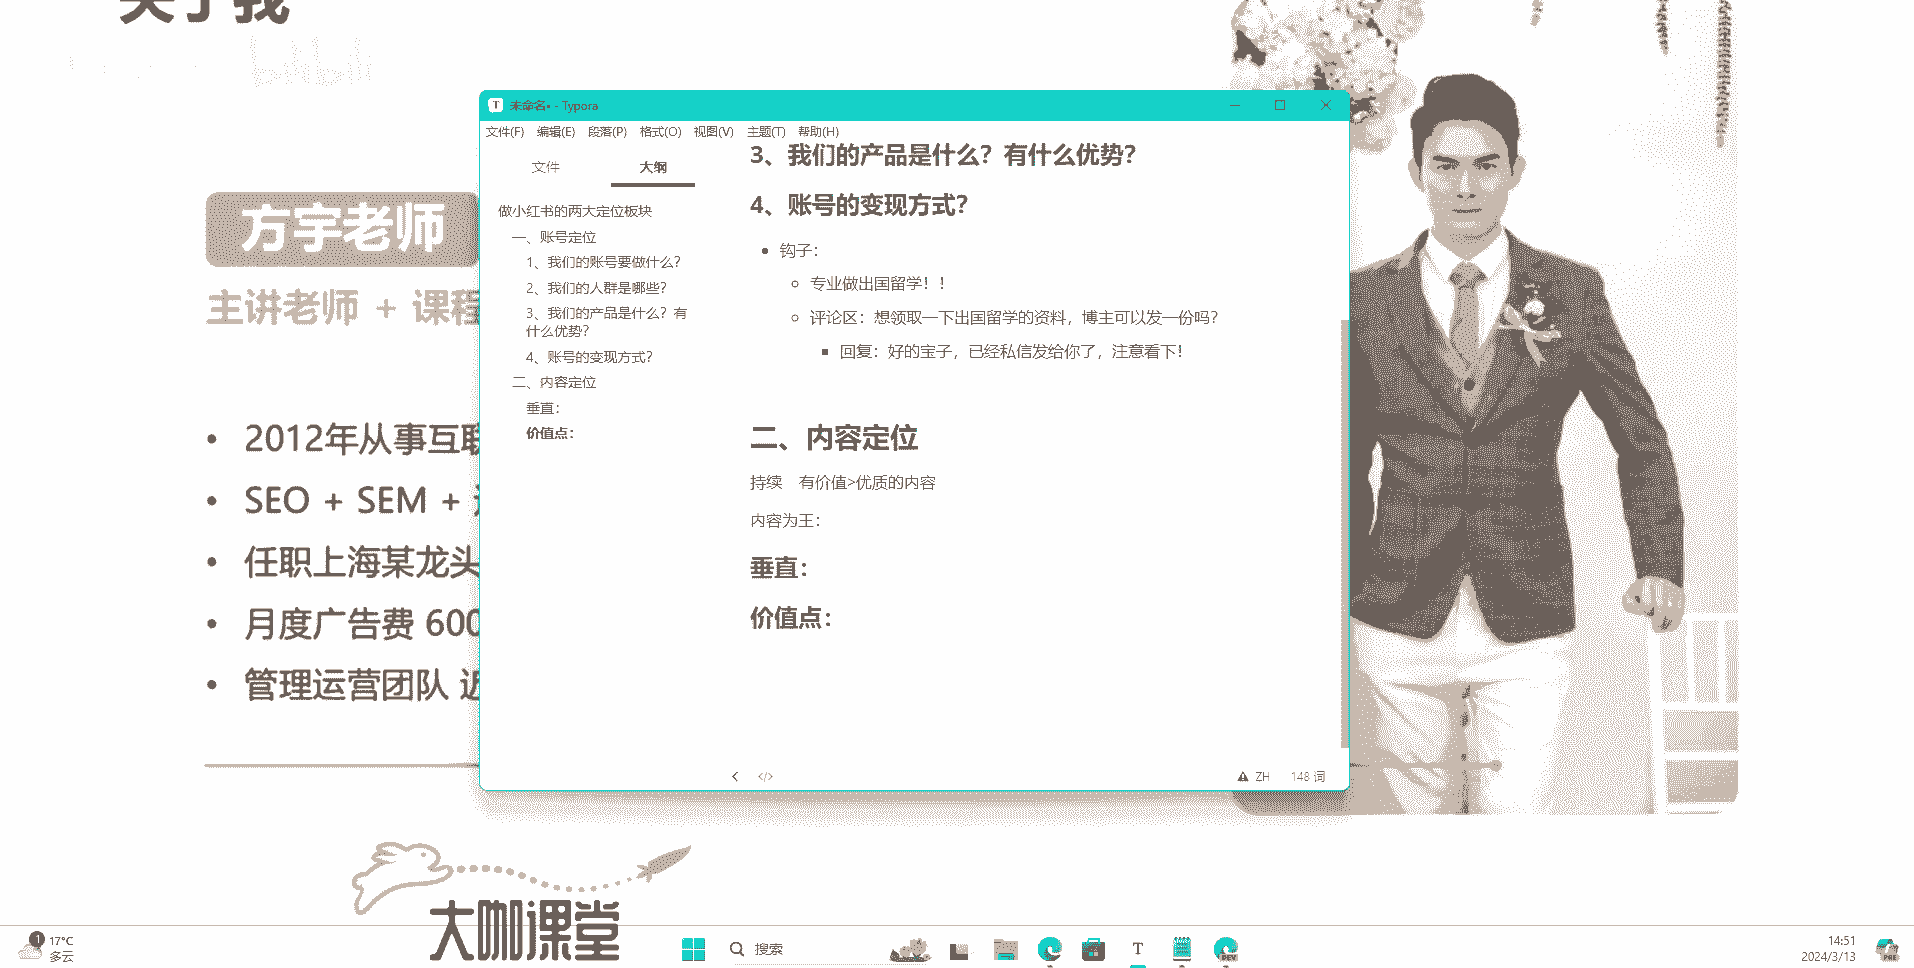 关于我
bilibili
未命名• - Typora
文件(F) 编辑(E) 段落(P) 格式(O) 视图(V) 主题(T) 帮助(H)
文件 大纲
做小红书的两大定位板块
一、账号定位
1、我们的账号要做什么?
2、我们的人群是哪些?
3、我们的产品是什么?有
什么优势?
4、账号的变现方式?
二、内容定位
垂直:
价值点:
3、我们的产品是什么?有什么优势?
4、账号的变现方式?
• 钩子:
专业做出国留学!!
评论区:想领取一下出国留学的资料,博主可以发一份吗?
回复:好的宝子,已经私信发给你了,注意看下!
二、内容定位
持续 有价值>优质的内容
内容为王:
垂直:
价值点:
</> ZH 148 词
方宇老师
主讲老师 + 课程
• 2012年从事互联
• SEO + SEM +
• 任职上海某龙头
• 月度广告费 600
• 管理运营团队 近
大咖课堂
1 17°C
多云
搜索
T
DEV
14:51
2024/3/13
PRE